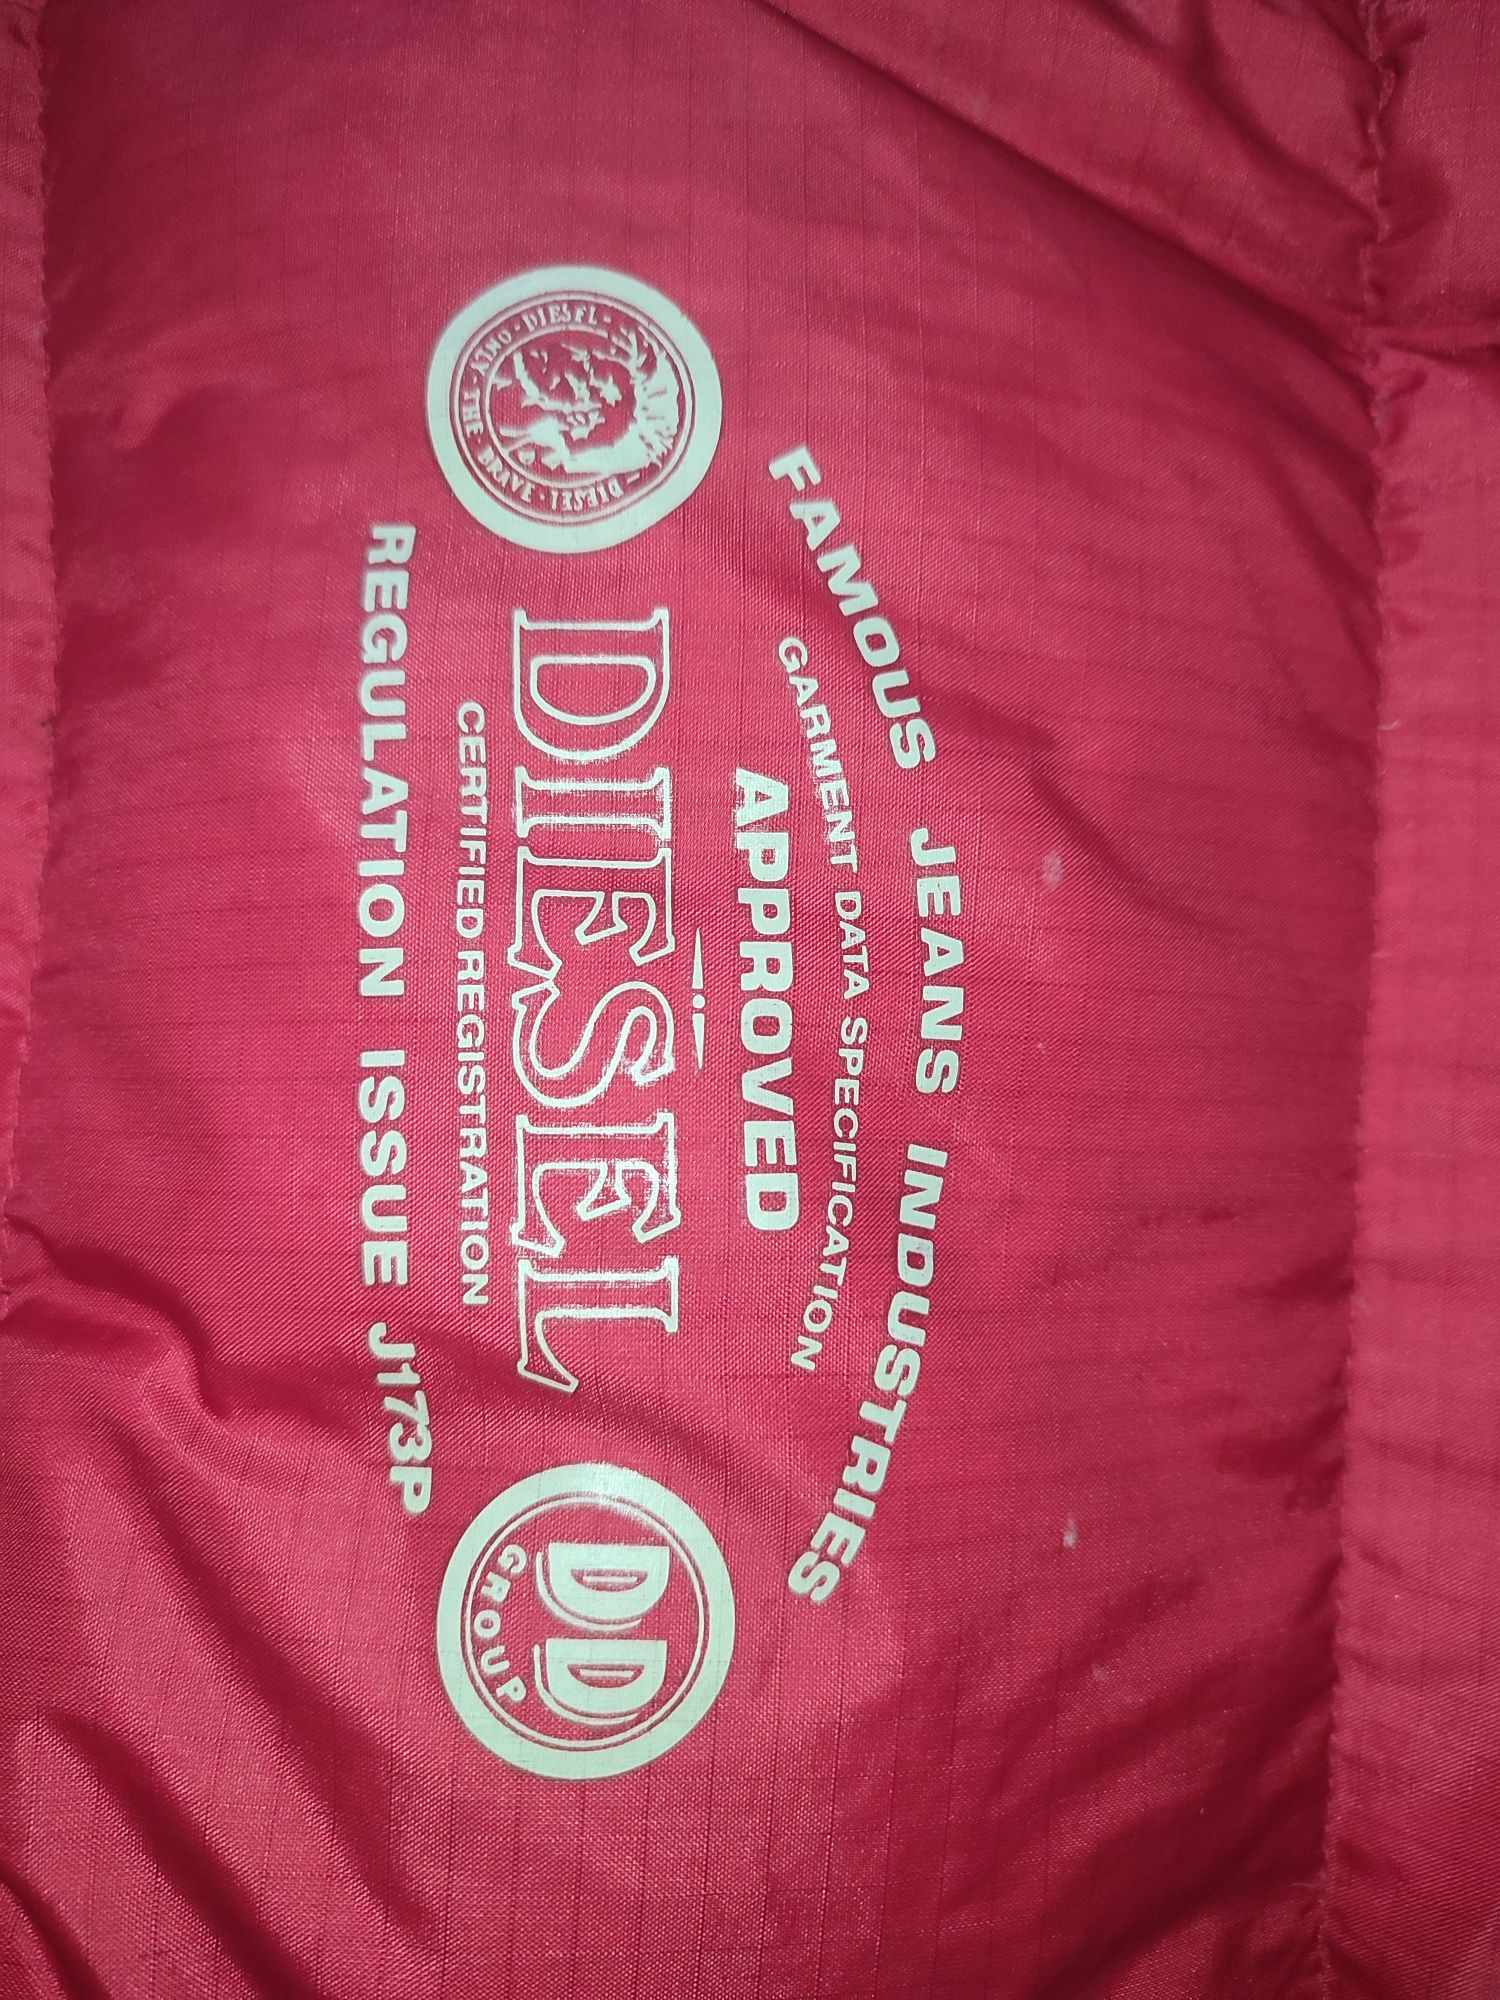 FAMOUS JEANS INDUSTRIES
GARMENT DATA SPECIFICATION
APPROVED
DIESEL · ONLY · THE · BRAVE · DIESEL
DIESEL
DD
GROUP
CERTIFIED REGISTRATION
REGULATION ISSUE J173P